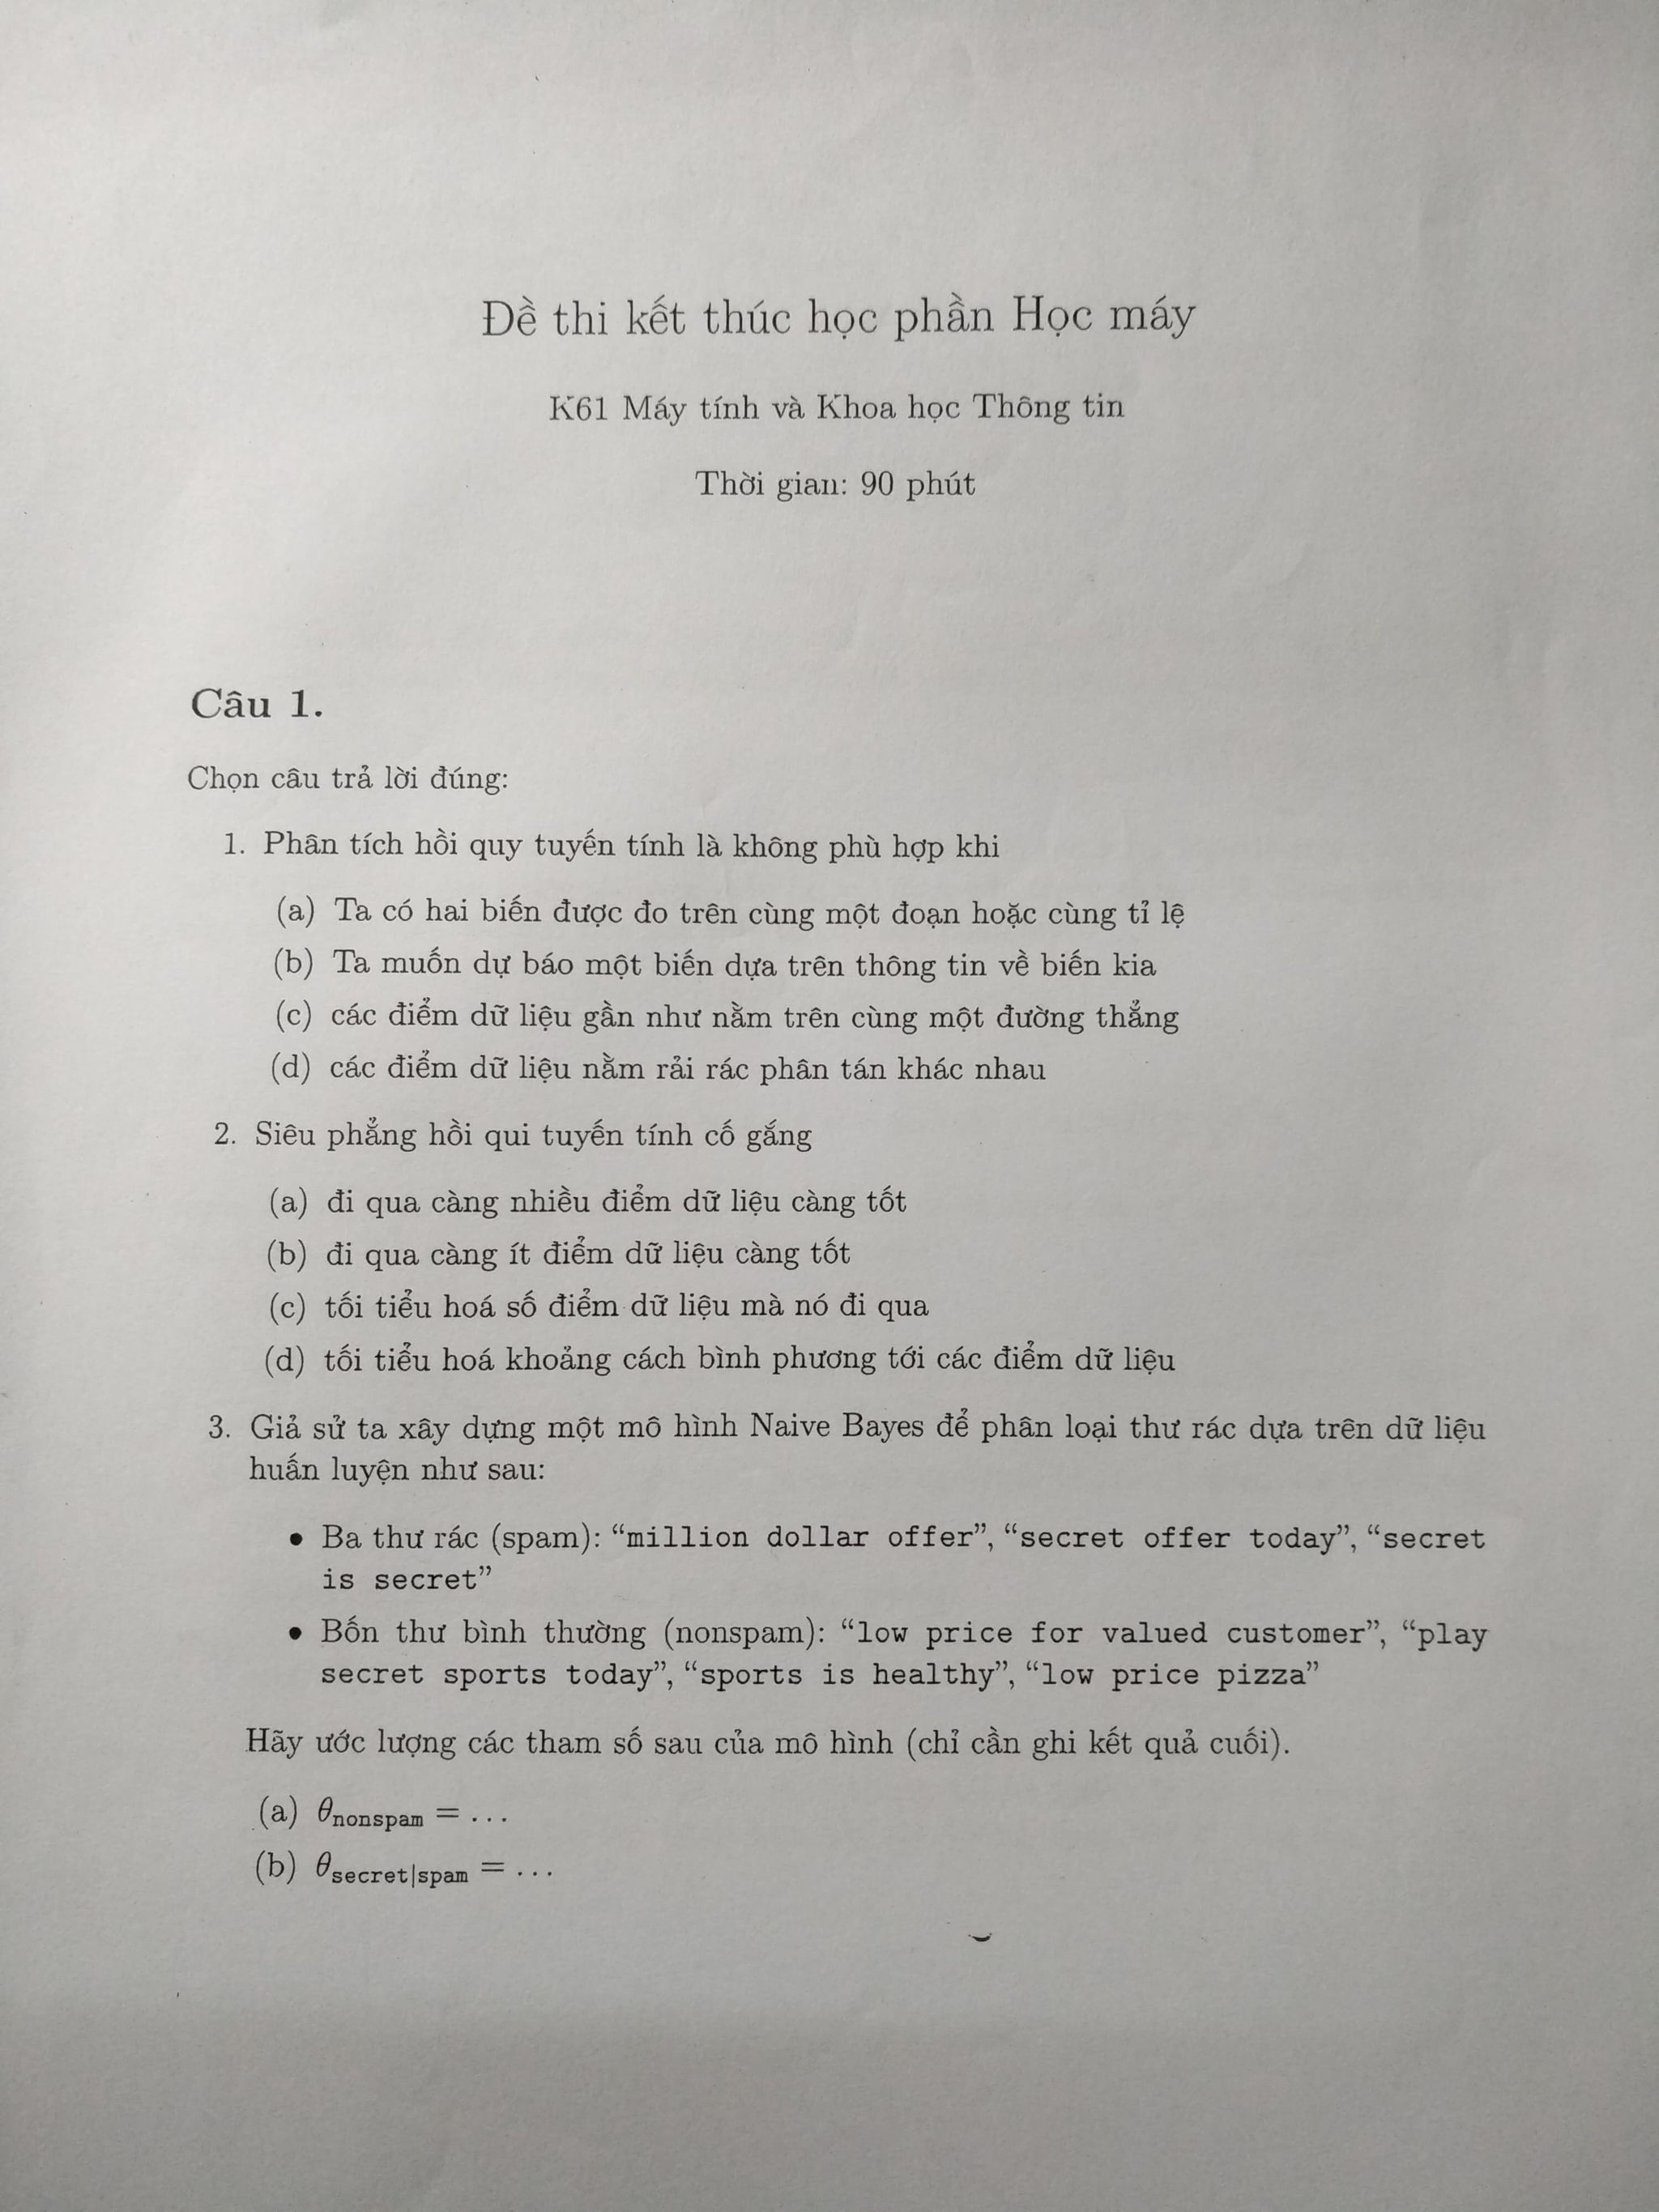 Đề thi kết thúc học phần Học máy
K61 Máy tính và Khoa học Thông tin
Thời gian: 90 phút
Câu 1.
Chọn câu trả lời đúng:
1. Phân tích hồi quy tuyến tính là không phù hợp khi
(a) Ta có hai biến được đo trên cùng một đoạn hoặc cùng tỉ lệ
(b) Ta muốn dự báo một biến dựa trên thông tin về biến kia
(c) các điểm dữ liệu gần như nằm trên cùng một đường thẳng
(d) các điểm dữ liệu nằm rải rác phân tán khác nhau
2. Siêu phẳng hồi qui tuyến tính cố gắng
(a) đi qua càng nhiều điểm dữ liệu càng tốt
(b) đi qua càng ít điểm dữ liệu càng tốt
(c) tối tiểu hoá số điểm dữ liệu mà nó đi qua
(d) tối tiểu hoá khoảng cách bình phương tới các điểm dữ liệu
3. Giả sử ta xây dựng một mô hình Naive Bayes để phân loại thư rác dựa trên dữ liệu
huấn luyện như sau:
• Ba thư rác (spam): “million dollar offer”, “secret offer today”, “secret
is secret”
• Bốn thư bình thường (nonspam): “low price for valued customer”, “play
secret sports today”, “sports is healthy”, “low price pizza”
Hãy ước lượng các tham số sau của mô hình (chỉ cần ghi kết quả cuối).
(a) θnonspam = ...
(b) θsecret|spam = ...